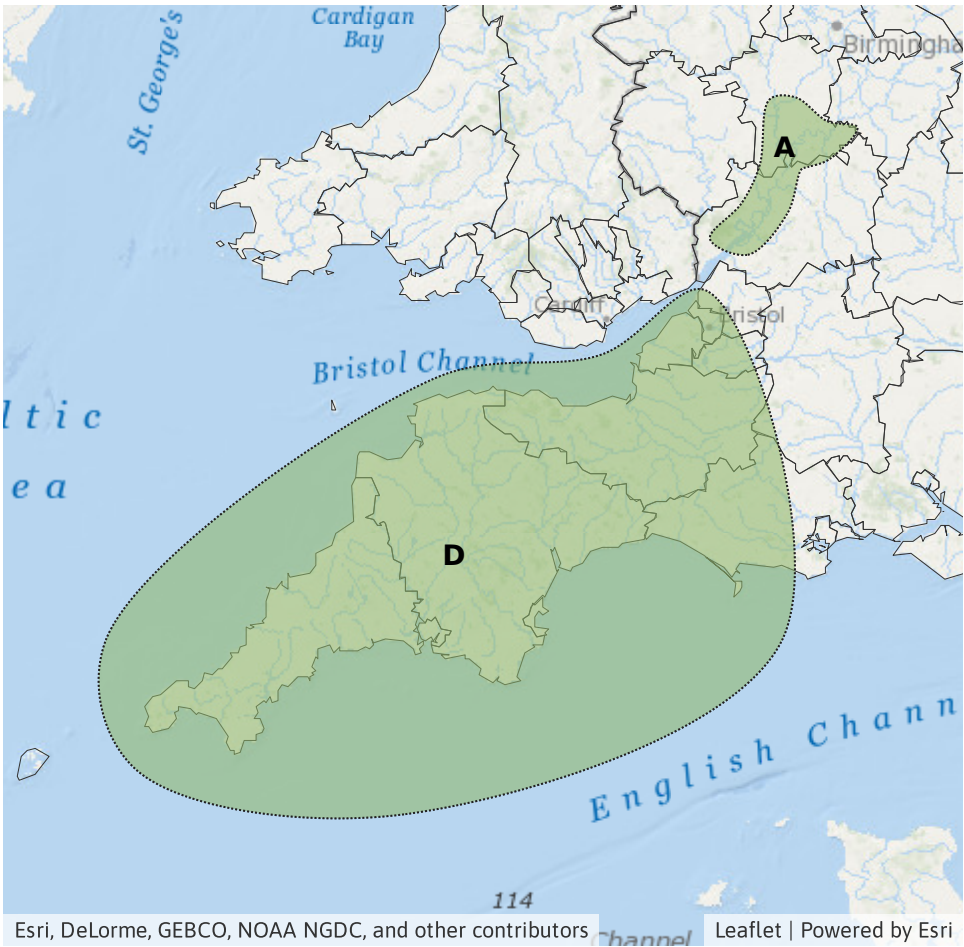 Cardigan
Bay
St. George's
Birmingha
A
Cardiff
Bristol
Bristol Channel
ltic
ea
D
English Chann
114
Channel
Esri, DeLorme, GEBCO, NOAA NGDC, and other contributors
Leaflet | Powered by Esri